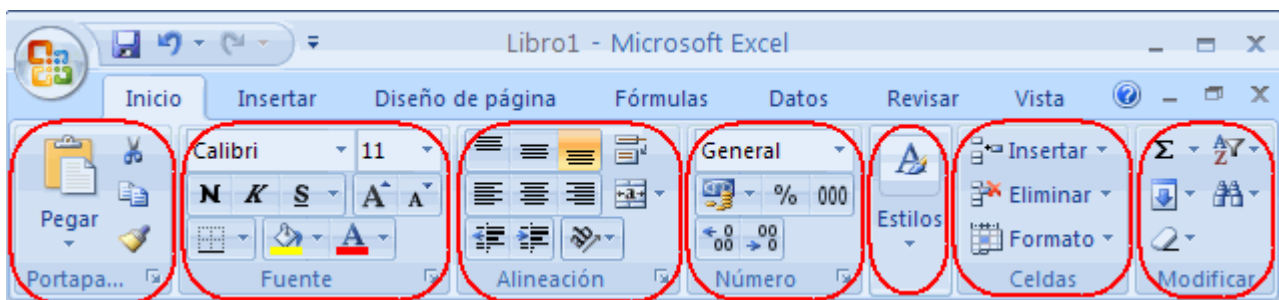 Libro1 - Microsoft Excel
Inicio Insertar Diseño de página Fórmulas Datos Revisar Vista
Calibri 11 General Insertar Σ
N K S A A % 000 Eliminar
Pegar Estilos Formato
Portapa... Fuente Alineación Número Celdas Modificar